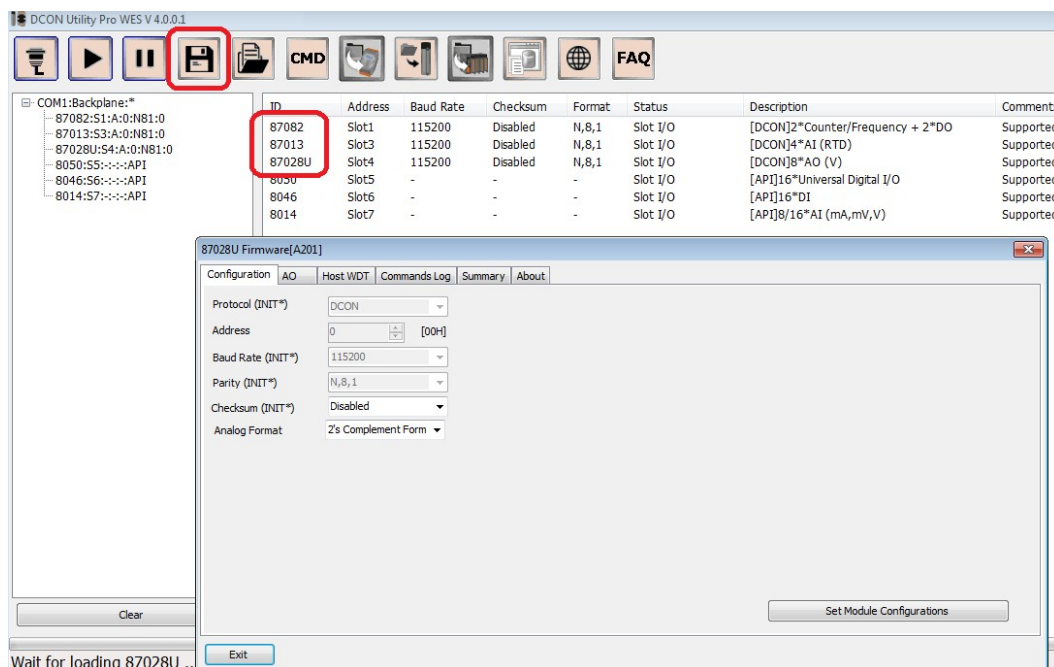 DCON Utility Pro WES V 4.0.0.1
CMD FAQ
COM1:Backplane:*
87082:S1:A:0:N81:0
87013:S3:A:0:N81:0
87028U:S4:A:0:N81:0
8050:S5:-:-:-:API
8046:S6:-:-:-:API
8014:S7:-:-:-:API
ID Address Baud Rate Checksum Format Status Description Comment
87082 Slot1 115200 Disabled N,8,1 Slot I/O [DCON]2*Counter/Frequency + 2*DO Supported
87013 Slot3 115200 Disabled N,8,1 Slot I/O [DCON]4*AI (RTD) Supported
87028U Slot4 115200 Disabled N,8,1 Slot I/O [DCON]8*AO (V) Supported
8050 Slot5 - - - Slot I/O [API]16*Universal Digital I/O Supported
8046 Slot6 - - - Slot I/O [API]16*DI Supported
8014 Slot7 - - - Slot I/O [API]8/16*AI (mA,mV,V) Supported
87028U Firmware[A201]
Configuration AO Host WDT Commands Log Summary About
Protocol (INIT*) DCON
Address 0 [00H]
Baud Rate (INIT*) 115200
Parity (INIT*) N,8,1
Checksum (INIT*) Disabled
Analog Format 2's Complement Form
Set Module Configurations
Clear
Exit
Wait for loading 87028U ...